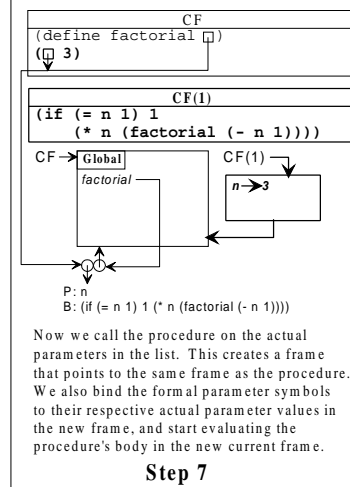 CF
(define factorial )
( 3)
CF(1)
(if (= n 1) 1
(* n (factorial (- n 1))))
CF Global CF(1)
factorial
n 3
P: n
B: (if (= n 1) 1 (* n (factorial (- n 1))))
Now we call the procedure on the actual
parameters in the list. This creates a frame
that points to the same frame as the procedure.
We also bind the formal parameter symbols
to their respective actual parameter values in
the new frame, and start evaluating the
procedure's body in the new current frame.
Step 7